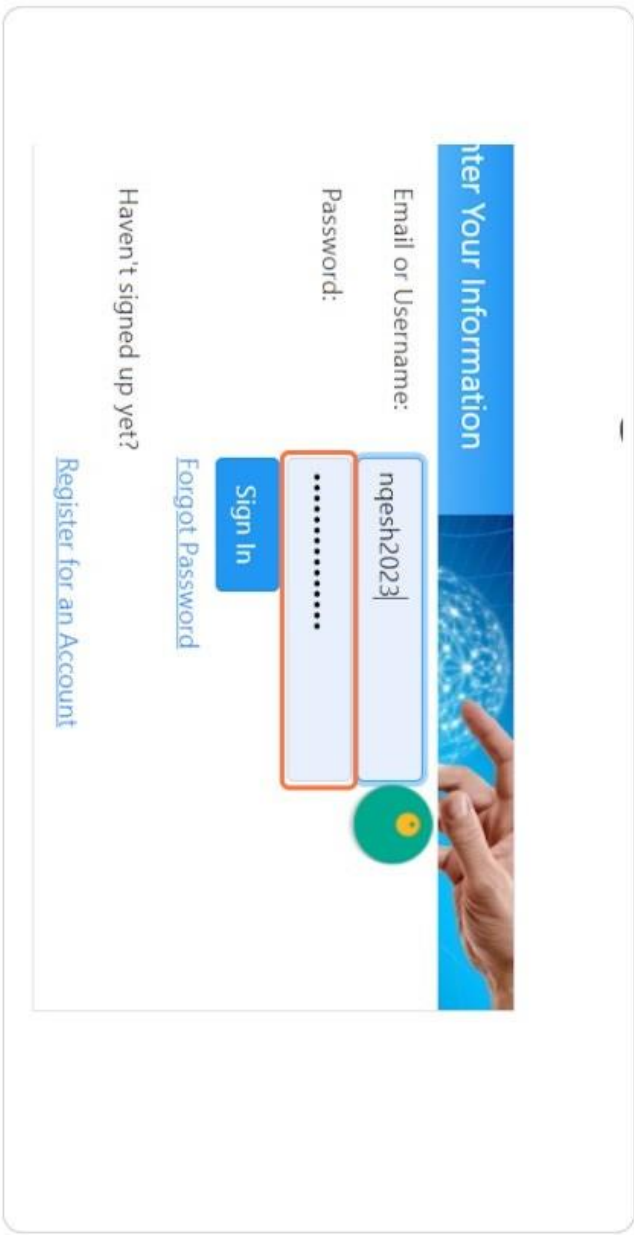 nter Your Information
Email or Username:
nqesh2023
Password:
••••••••••••••••
Sign In
Forgot Password
Haven't signed up yet?
Register for an Account